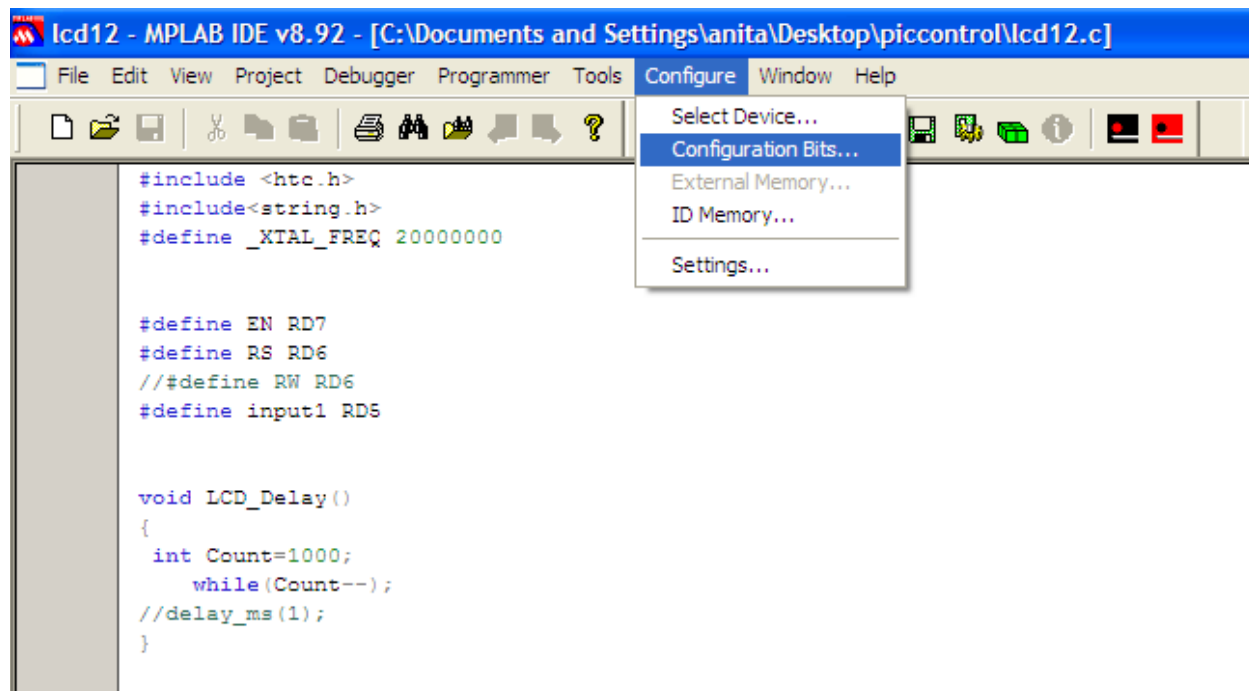 lcd12 - MPLAB IDE v8.92 - [C:\Documents and Settings\anita\Desktop\piccontrol\lcd12.c]
File Edit View Project Debugger Programmer Tools Configure Window Help
Select Device...
Configuration Bits...
External Memory...
ID Memory...
Settings...
#include <htc.h>
#include<string.h>
#define _XTAL_FREQ 20000000
#define EN RD7
#define RS RD6
//#define RW RD6
#define input1 RD5
void LCD_Delay()
{
int Count=1000;
while(Count--);
//delay_ms(1);
}